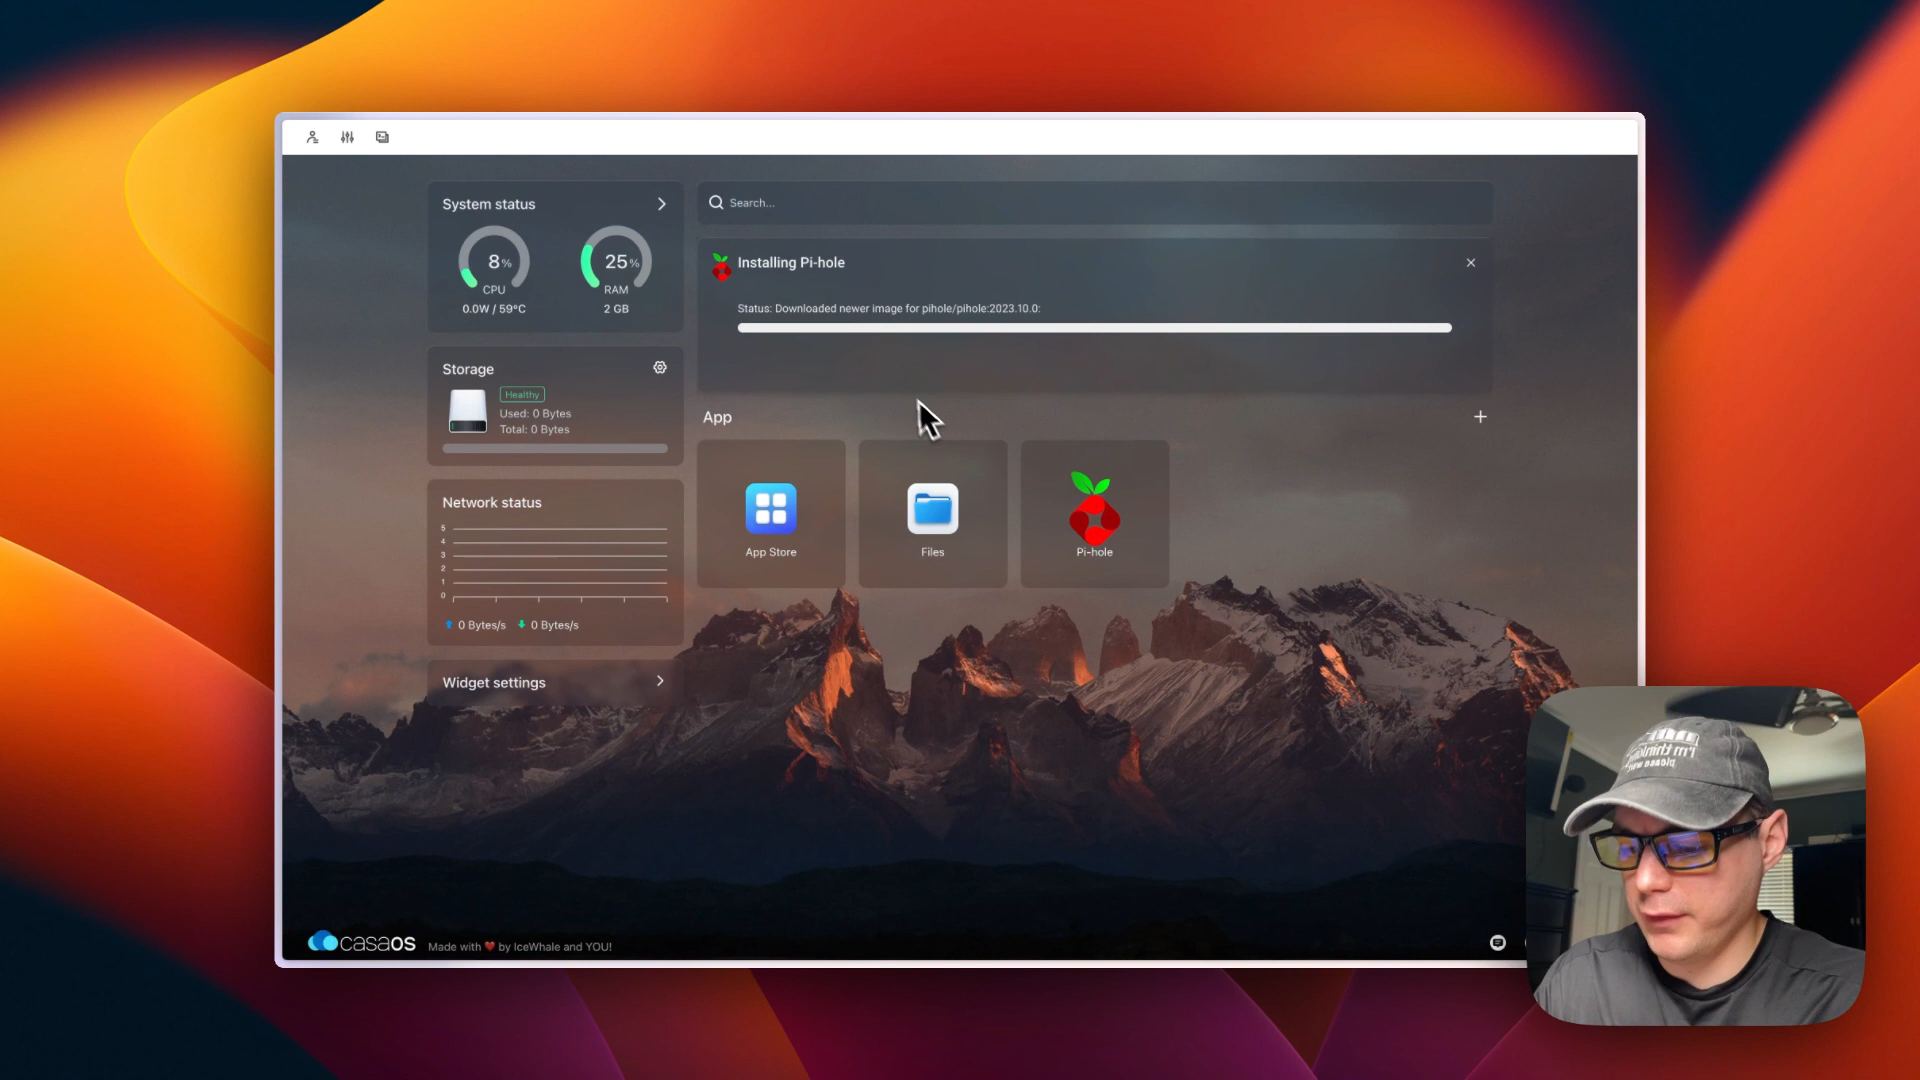 System status
8%
CPU
0.0W / 59°C
25%
RAM
2 GB
Search...
Installing Pi-hole
Status: Downloaded newer image for pihole/pihole:2023.10.0:
Storage
Healthy
Used: 0 Bytes
Total: 0 Bytes
App
App Store
Files
Pi-hole
Network status
5
4
3
2
1
0
0 Bytes/s
0 Bytes/s
Widget settings
I'm thinking
please wait
casaOS
Made with ❤ by IceWhale and YOU!